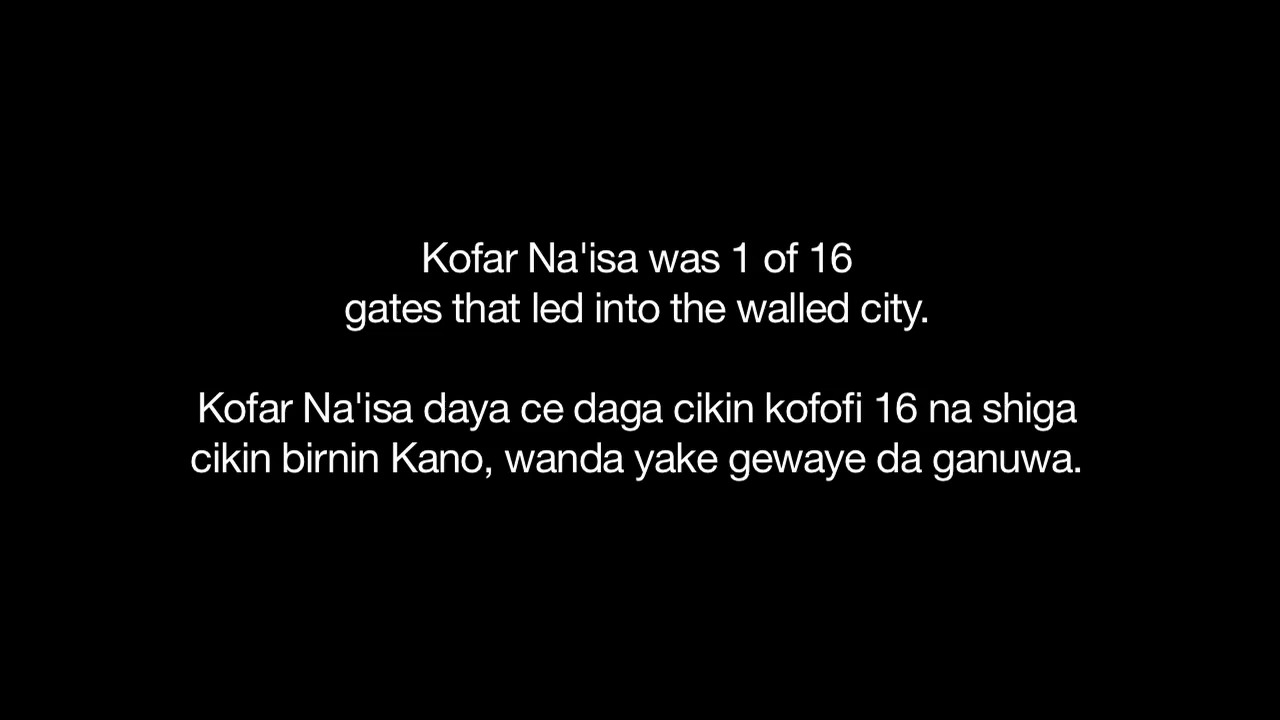 Kofar Na'isa was 1 of 16
gates that led into the walled city.
Kofar Na'isa daya ce daga cikin kofofi 16 na shiga
cikin birnin Kano, wanda yake gewaye da ganuwa.